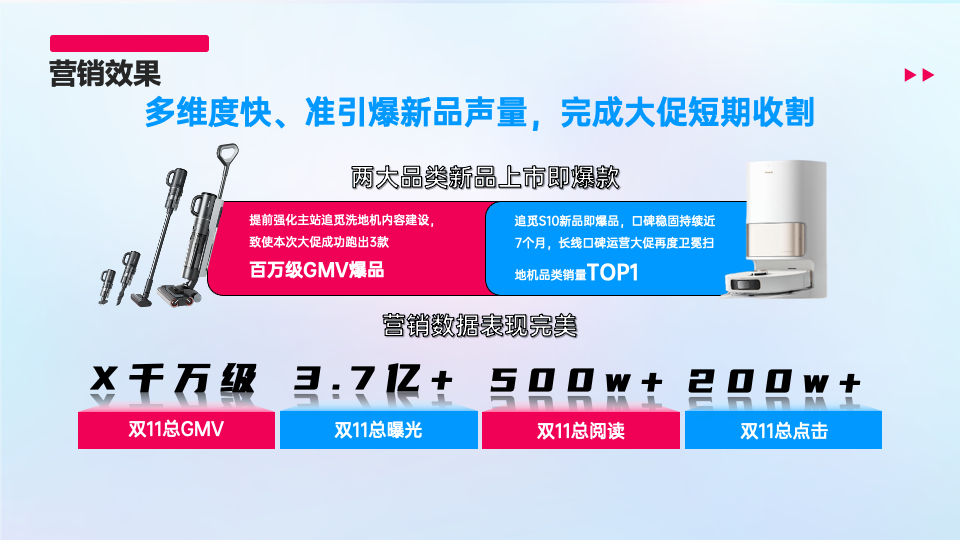 营销效果
多维度快、准引爆新品声量，完成大促短期收割
两大品类新品上市即爆款
提前强化主站追觅洗地机内容建设，
致使本次大促成功跑出3款
百万级GMV爆品
追觅S10新品即爆品，口碑稳固持续近
7个月，长线口碑运营大促再度卫冕扫
地机品类销量TOP1
营销数据表现完美
X千万级
3.7亿+
500w+
200w+
双11总GMV
双11总曝光
双11总阅读
双11总点击